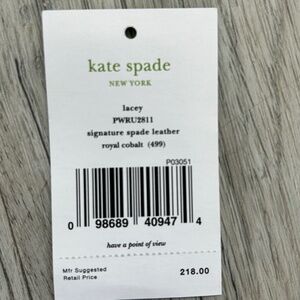 kate spade
NEW YORK
lacey
PWRU2811
signature spade leather
royal cobalt (499)
P03051
0 98689 40947 4
have a point of view
Mfr Suggested
Retail Price 218.00